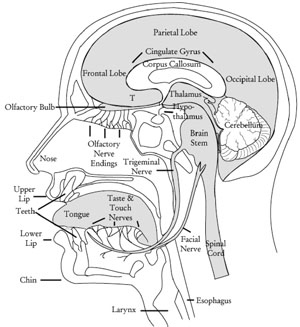 Parietal Lobe
Cingulate Gyrus
Corpus Callosum
Frontal Lobe
Occipital Lobe
Thalamus
T
Hypo-
thalamus
Olfactory Bulb
Cerebellum
Brain
Stem
Olfactory
Nerve
Endings
Nose
Trigeminal
Nerve
Upper
Lip
Teeth
Taste &
Touch
Nerves
Tongue
Lower
Lip
Facial
Nerve
Spinal
Cord
Chin
Esophagus
Larynx